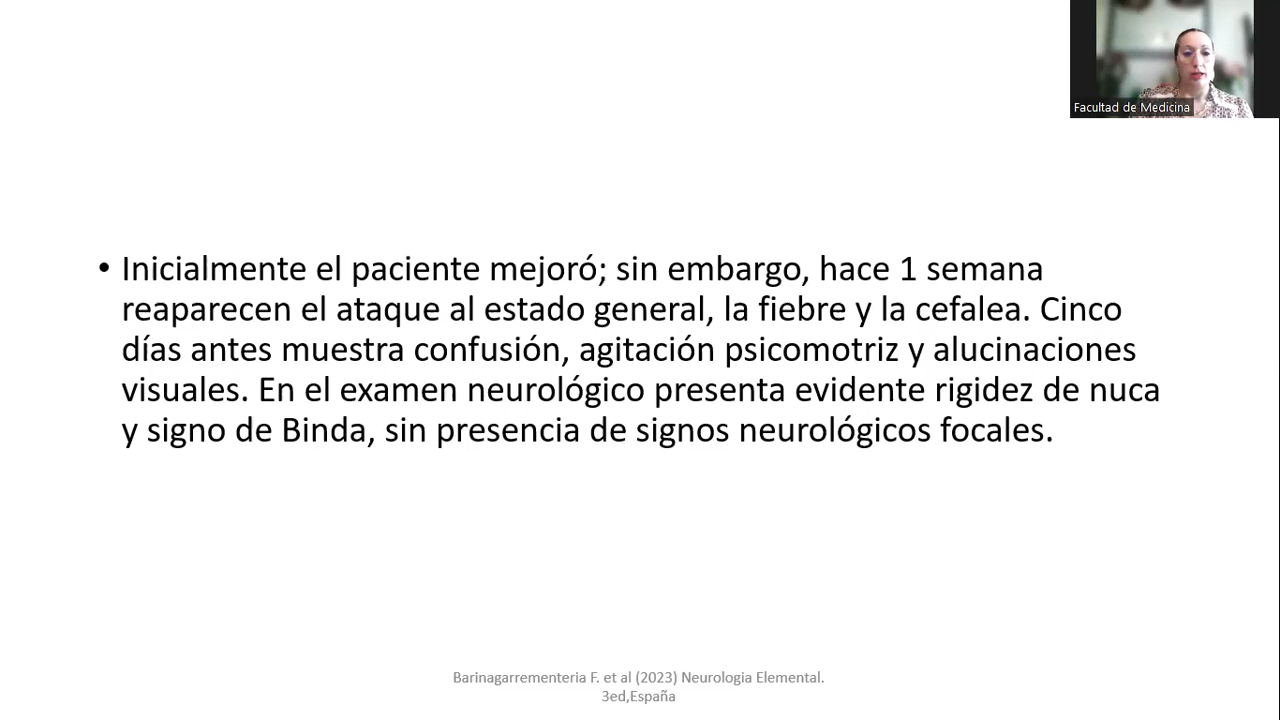 Facultad de Medicina
• Inicialmente el paciente mejoró; sin embargo, hace 1 semana
reaparecen el ataque al estado general, la fiebre y la cefalea. Cinco
días antes muestra confusión, agitación psicomotriz y alucinaciones
visuales. En el examen neurológico presenta evidente rigidez de nuca
y signo de Binda, sin presencia de signos neurológicos focales.
Barinagarrementeria F. et al (2023) Neurologia Elemental.
3ed,España